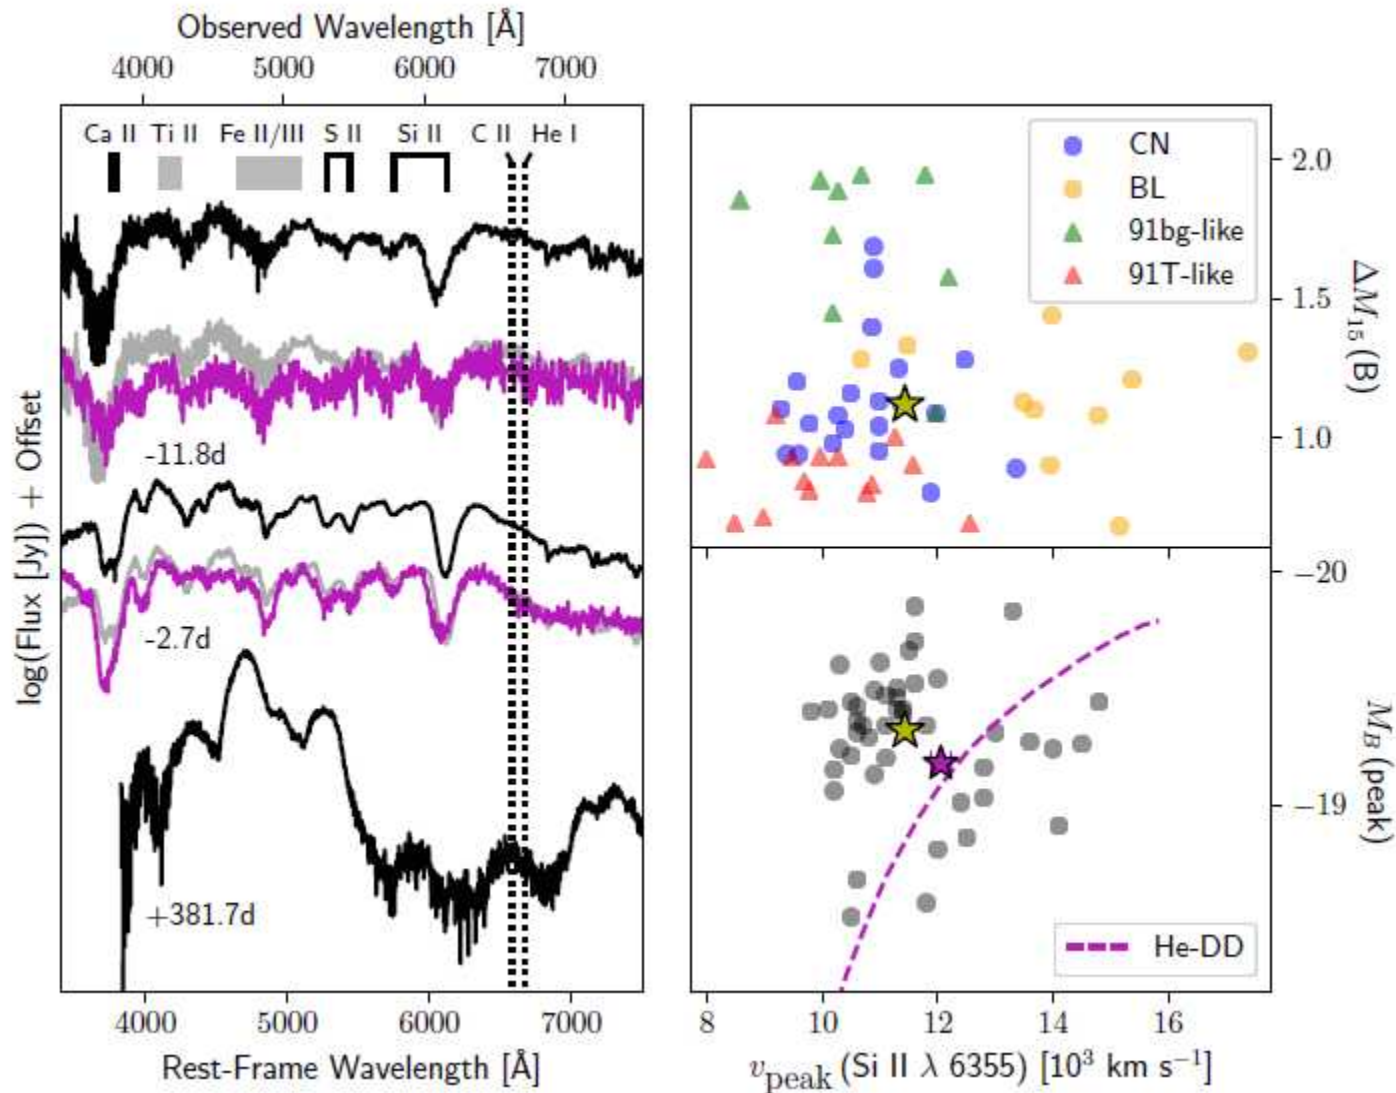 Observed Wavelength [Å]
4000 5000 6000 7000
Ca II Ti II Fe II/III S II Si II C II He I
-11.8d
-2.7d
+381.7d
log(Flux [Jy]) + Offset
4000 5000 6000 7000
Rest-Frame Wavelength [Å]
CN
BL
91bg-like
91T-like
2.0
1.5
1.0
ΔM₁₅(B)
−20
−19
M_B (peak)
He-DD
8 10 12 14 16
v_peak (Si II λ 6355) [10³ km s⁻¹]